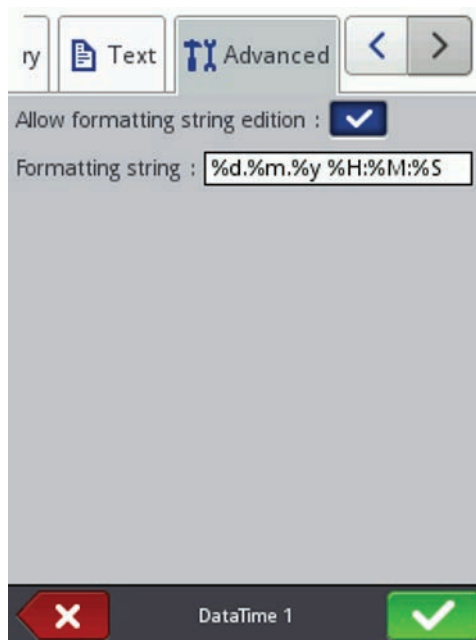 ry Text Advanced
Allow formatting string edition :
Formatting string : %d.%m.%y %H:%M:%S
DataTime 1